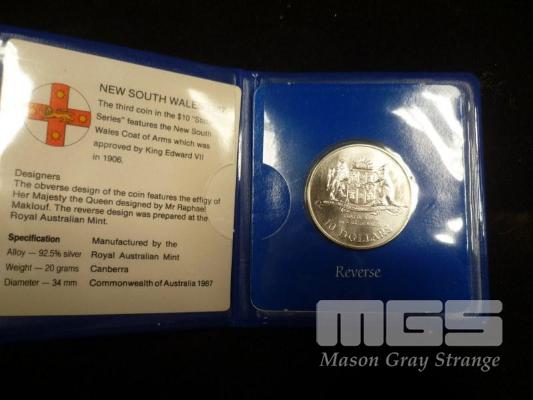 NEW SOUTH WALES
The third coin in the $10 "State
Series" features the New South
Wales Coat of Arms which was
approved by King Edward VII
in 1906.
Designers
The obverse design of the coin features the effigy of
Her Majesty the Queen designed by Mr Raphael
Maklouf. The reverse design was prepared at the
Royal Australian Mint.
Specification
Alloy — 92.5% silver
Weight — 20 grams
Diameter — 34 mm
Manufactured by the
Royal Australian Mint
Canberra
Commonwealth of Australia 1987
10 DOLLARS
Reverse
MGS
Mason Gray Strange